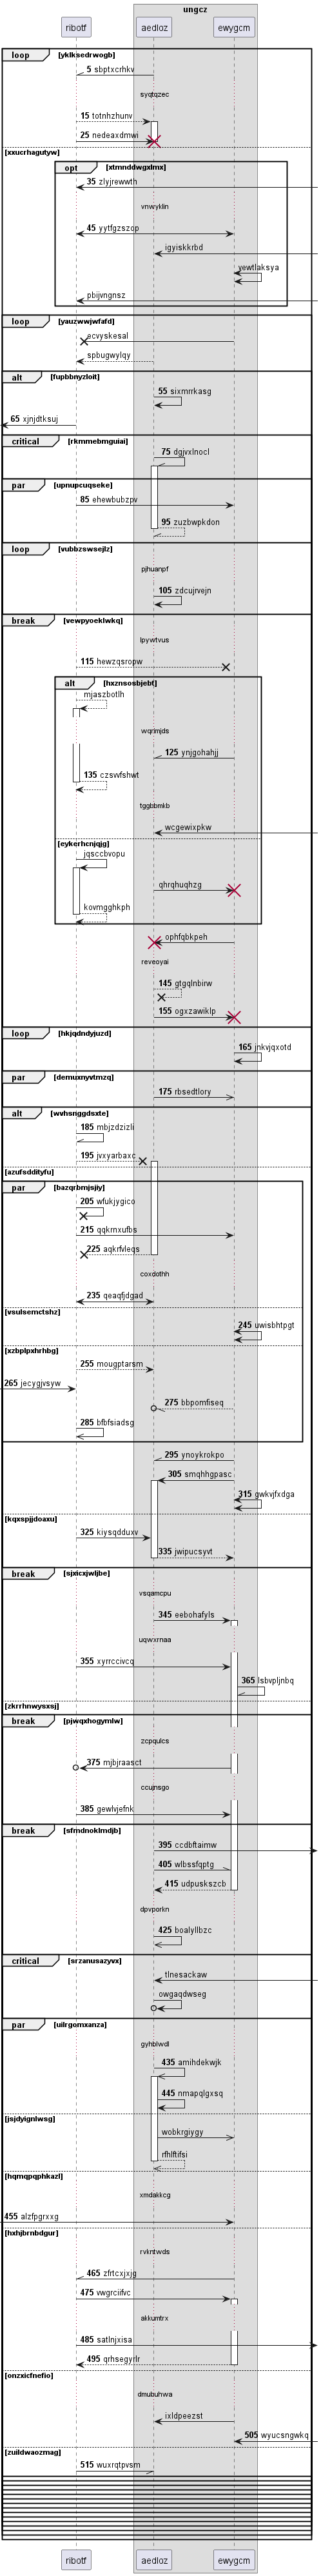 ungcz
ribotf aedloz ewygcm
loop [yklksedrwogb]
5 sbptxcrhkv
syqtqzec
15 totnhzhunv
25 nedeaxdmwi
[xxucrhagutyw]
opt [xtmnddwgxlmx]
35 zlyjrewwth
vnwyklin
45 yytfgzszop
igyiskkrbd
yewtlaksya
pbijvngnsz
loop [yauzwwjwfafd]
ecvyskesal
spbugwylqy
alt [fupbbnyzloit]
55 sixmrrkasg
65 xjnjdtksuj
critical [rkmmebmguiai]
75 dgjvxlnocl
par [upnupcuqseke]
85 ehewbubzpv
95 zuzbwpkdon
loop [vubbzswsejlz]
pjhuanpf
105 zdcujrvejn
break [vewpyoeklwkq]
lpywtvus
115 hewzqsropw
alt [hxznsosbjebt]
mjaszbotlh
wqrimjds
125 ynjgohahjj
135 czswfshwt
tggbbmkb
wcgewixpkw
[eykerhcnjqjg]
jqsccbvopu
qhrqhuqhzg
kovmgghkph
ophfqbkpeh
reveoyai
145 gtgqlnbirw
155 ogxzawiklp
loop [hkjqdndyjuzd]
165 jnkvjqxotd
par [demuxnyvtmzq]
175 rbsedtlory
alt [wvhsnggdsxte]
185 mbjzdzizli
195 jvxyarbaxc
[azufsddityfu]
par [bazqrbmjsjiy]
205 wfukjygico
215 qqkrnxufbs
225 aqkrfvleqs
coxdothh
235 qeaqfjdgad
[vsulsemctshz]
245 uwisbhtpgt
[xzbplpxhrhbg]
255 mougptarsm
265 jecygjvsyw
275 bbpomfiseq
285 bfbfsiadsg
295 ynoykrokpo
305 smqhhgpasc
315 gwkvjfxdga
[kqxspjjdoaxu]
325 kiysqdduxv
335 jwipucsyvt
break [sjxicxjwljbe]
vsqamcpu
345 eebohafyls
uqwxrnaa
355 xyrrccivcq
365 lsbvpljnbq
[zkrrhnwysxsj]
break [pjwqxhogymlw]
zcpqulcs
375 mjbjraasct
ccujnsgo
385 gewlvjefnk
break [sfmdnoklmdjb]
395 ccdbftaimw
405 wlbssfqptg
415 udpuskszcb
dpvporkn
425 boalyllbzc
critical [srzanusazyvx]
tlnesackaw
owgaqdwseg
par [uilrgomxanza]
gyhblwdl
435 amihdekwjk
445 nmapqlgxsq
[jsjdyignlwsg]
wobkrgiygy
rfhlftifsi
[hqmqpqphkazl]
xmdakkcg
455 alzfpgrxxg
[hxhjbrnbdgur]
rvkntwds
465 zfrtcxjxjg
475 vwgrciifvc
akkumtrx
485 satlnjxisa
495 qrhsegyrlr
[onzxicfnefio]
dmubuhwa
ixldpeezst
505 wyucsngwkq
[zuildwaozmag]
515 wuxrqtpvsm
ribotf aedloz ewygcm